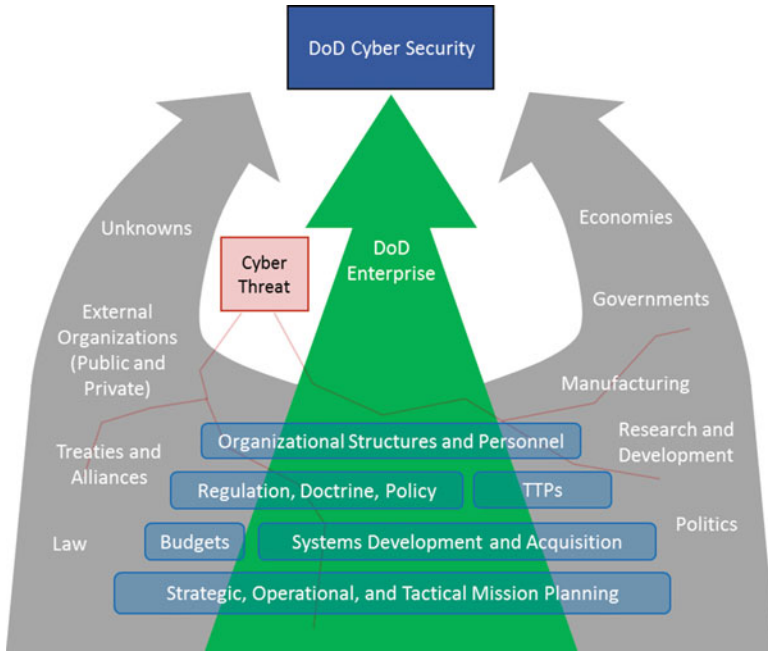 DoD Cyber Security
Unknowns
Economies
Cyber
Threat
DoD
Enterprise
External
Organizations
(Public and
Private)
Governments
Manufacturing
Treaties and
Alliances
Organizational Structures and Personnel
Research and
Development
Regulation, Doctrine, Policy
TTPs
Law
Budgets
Systems Development and Acquisition
Politics
Strategic, Operational, and Tactical Mission Planning